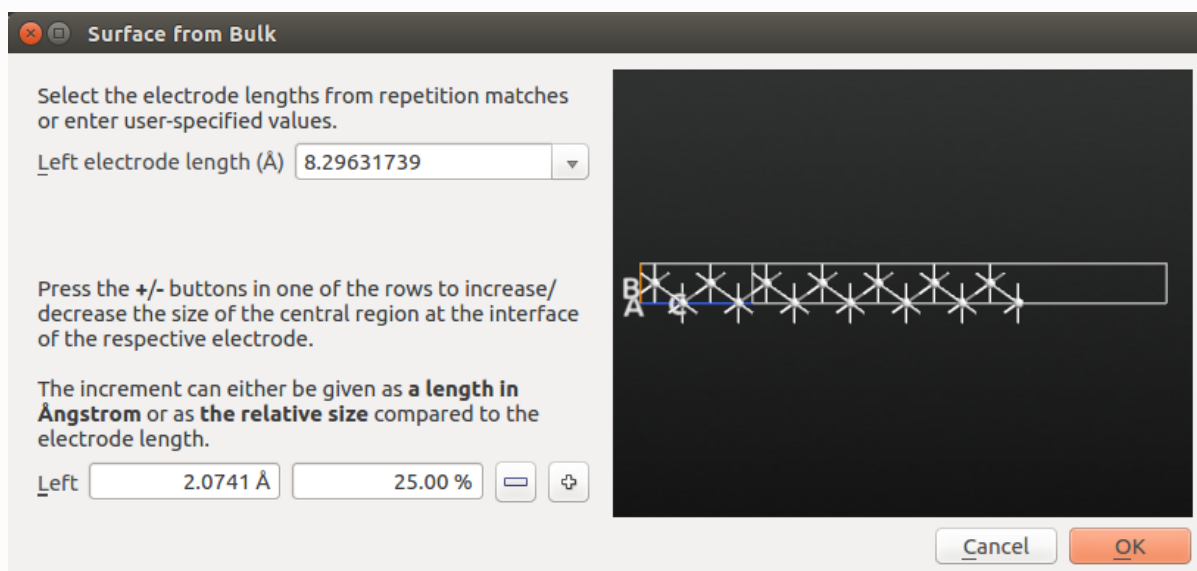 Surface from Bulk
Select the electrode lengths from repetition matches
or enter user-specified values.
Left electrode length (Å) 8.29631739
Press the +/- buttons in one of the rows to increase/
decrease the size of the central region at the interface
of the respective electrode.
The increment can either be given as a length in
Ångstrom or as the relative size compared to the
electrode length.
Left 2.0741 Å 25.00 %
B
A C
Cancel OK